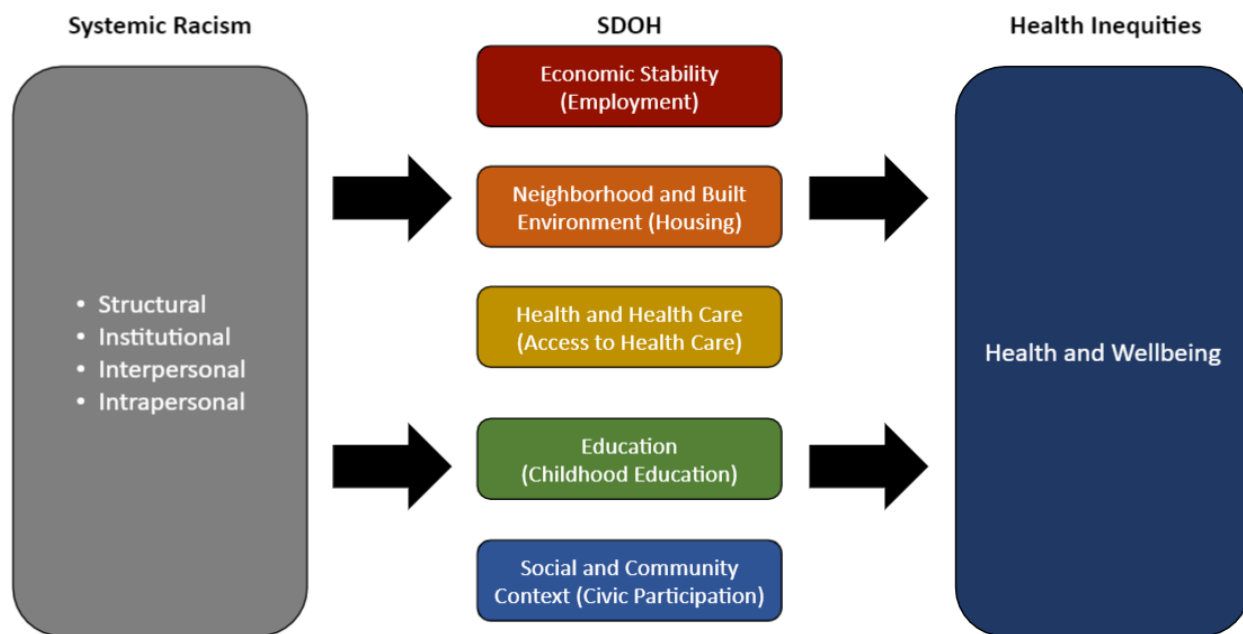 Systemic Racism
SDOH
Health Inequities
• Structural
• Institutional
• Interpersonal
• Intrapersonal
Economic Stability
(Employment)
Neighborhood and Built
Environment (Housing)
Health and Health Care
(Access to Health Care)
Education
(Childhood Education)
Social and Community
Context (Civic Participation)
Health and Wellbeing